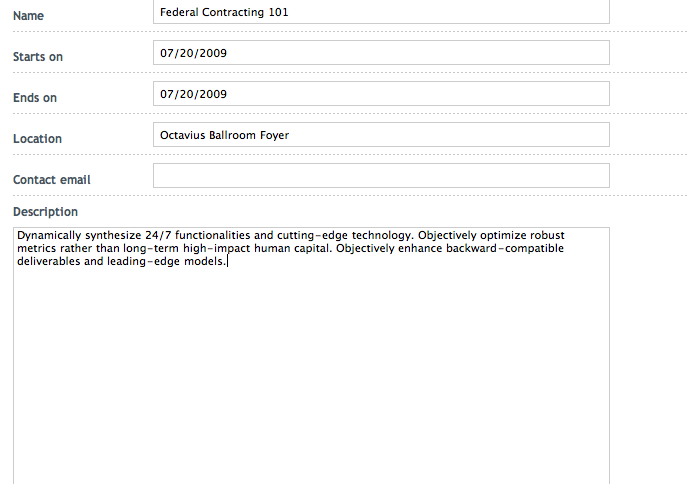 Name Federal Contracting 101
Starts on 07/20/2009
Ends on 07/20/2009
Location Octavius Ballroom Foyer
Contact email
Description
Dynamically synthesize 24/7 functionalities and cutting-edge technology. Objectively optimize robust
metrics rather than long-term high-impact human capital. Objectively enhance backward-compatible
deliverables and leading-edge models.